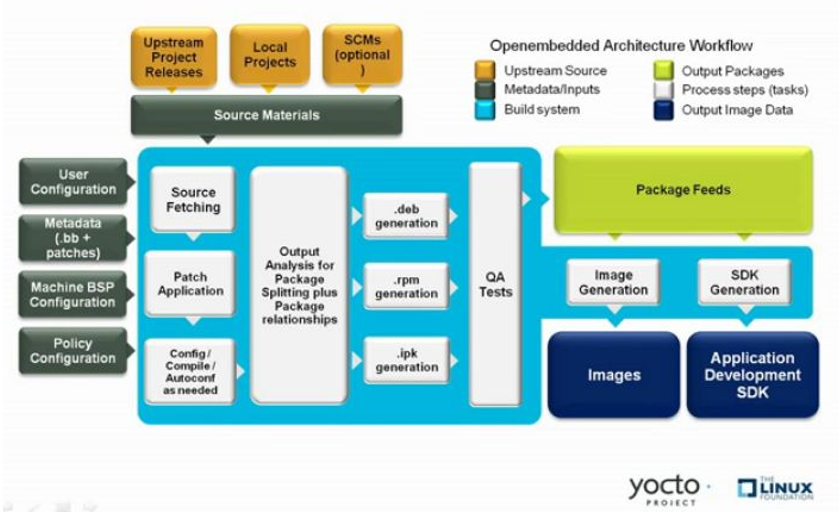 Upstream
Project
Releases
Local
Projects
SCMs
(optional
)
Openembedded Architecture Workflow
Upstream Source
Metadata/Inputs
Build system
Output Packages
Process steps (tasks)
Output Image Data
Source Materials
User
Configuration
Metadata
(.bb +
patches)
Machine BSP
Configuration
Policy
Configuration
Source
Fetching
Patch
Application
Config /
Compile /
Autoconf
as needed
Output
Analysis for
Package
Splitting plus
Package
relationships
.deb
generation
.rpm
generation
.ipk
generation
QA
Tests
Package Feeds
Image
Generation
SDK
Generation
Images
Application
Development
SDK
yocto
PROJECT
THE
LINUX
FOUNDATION